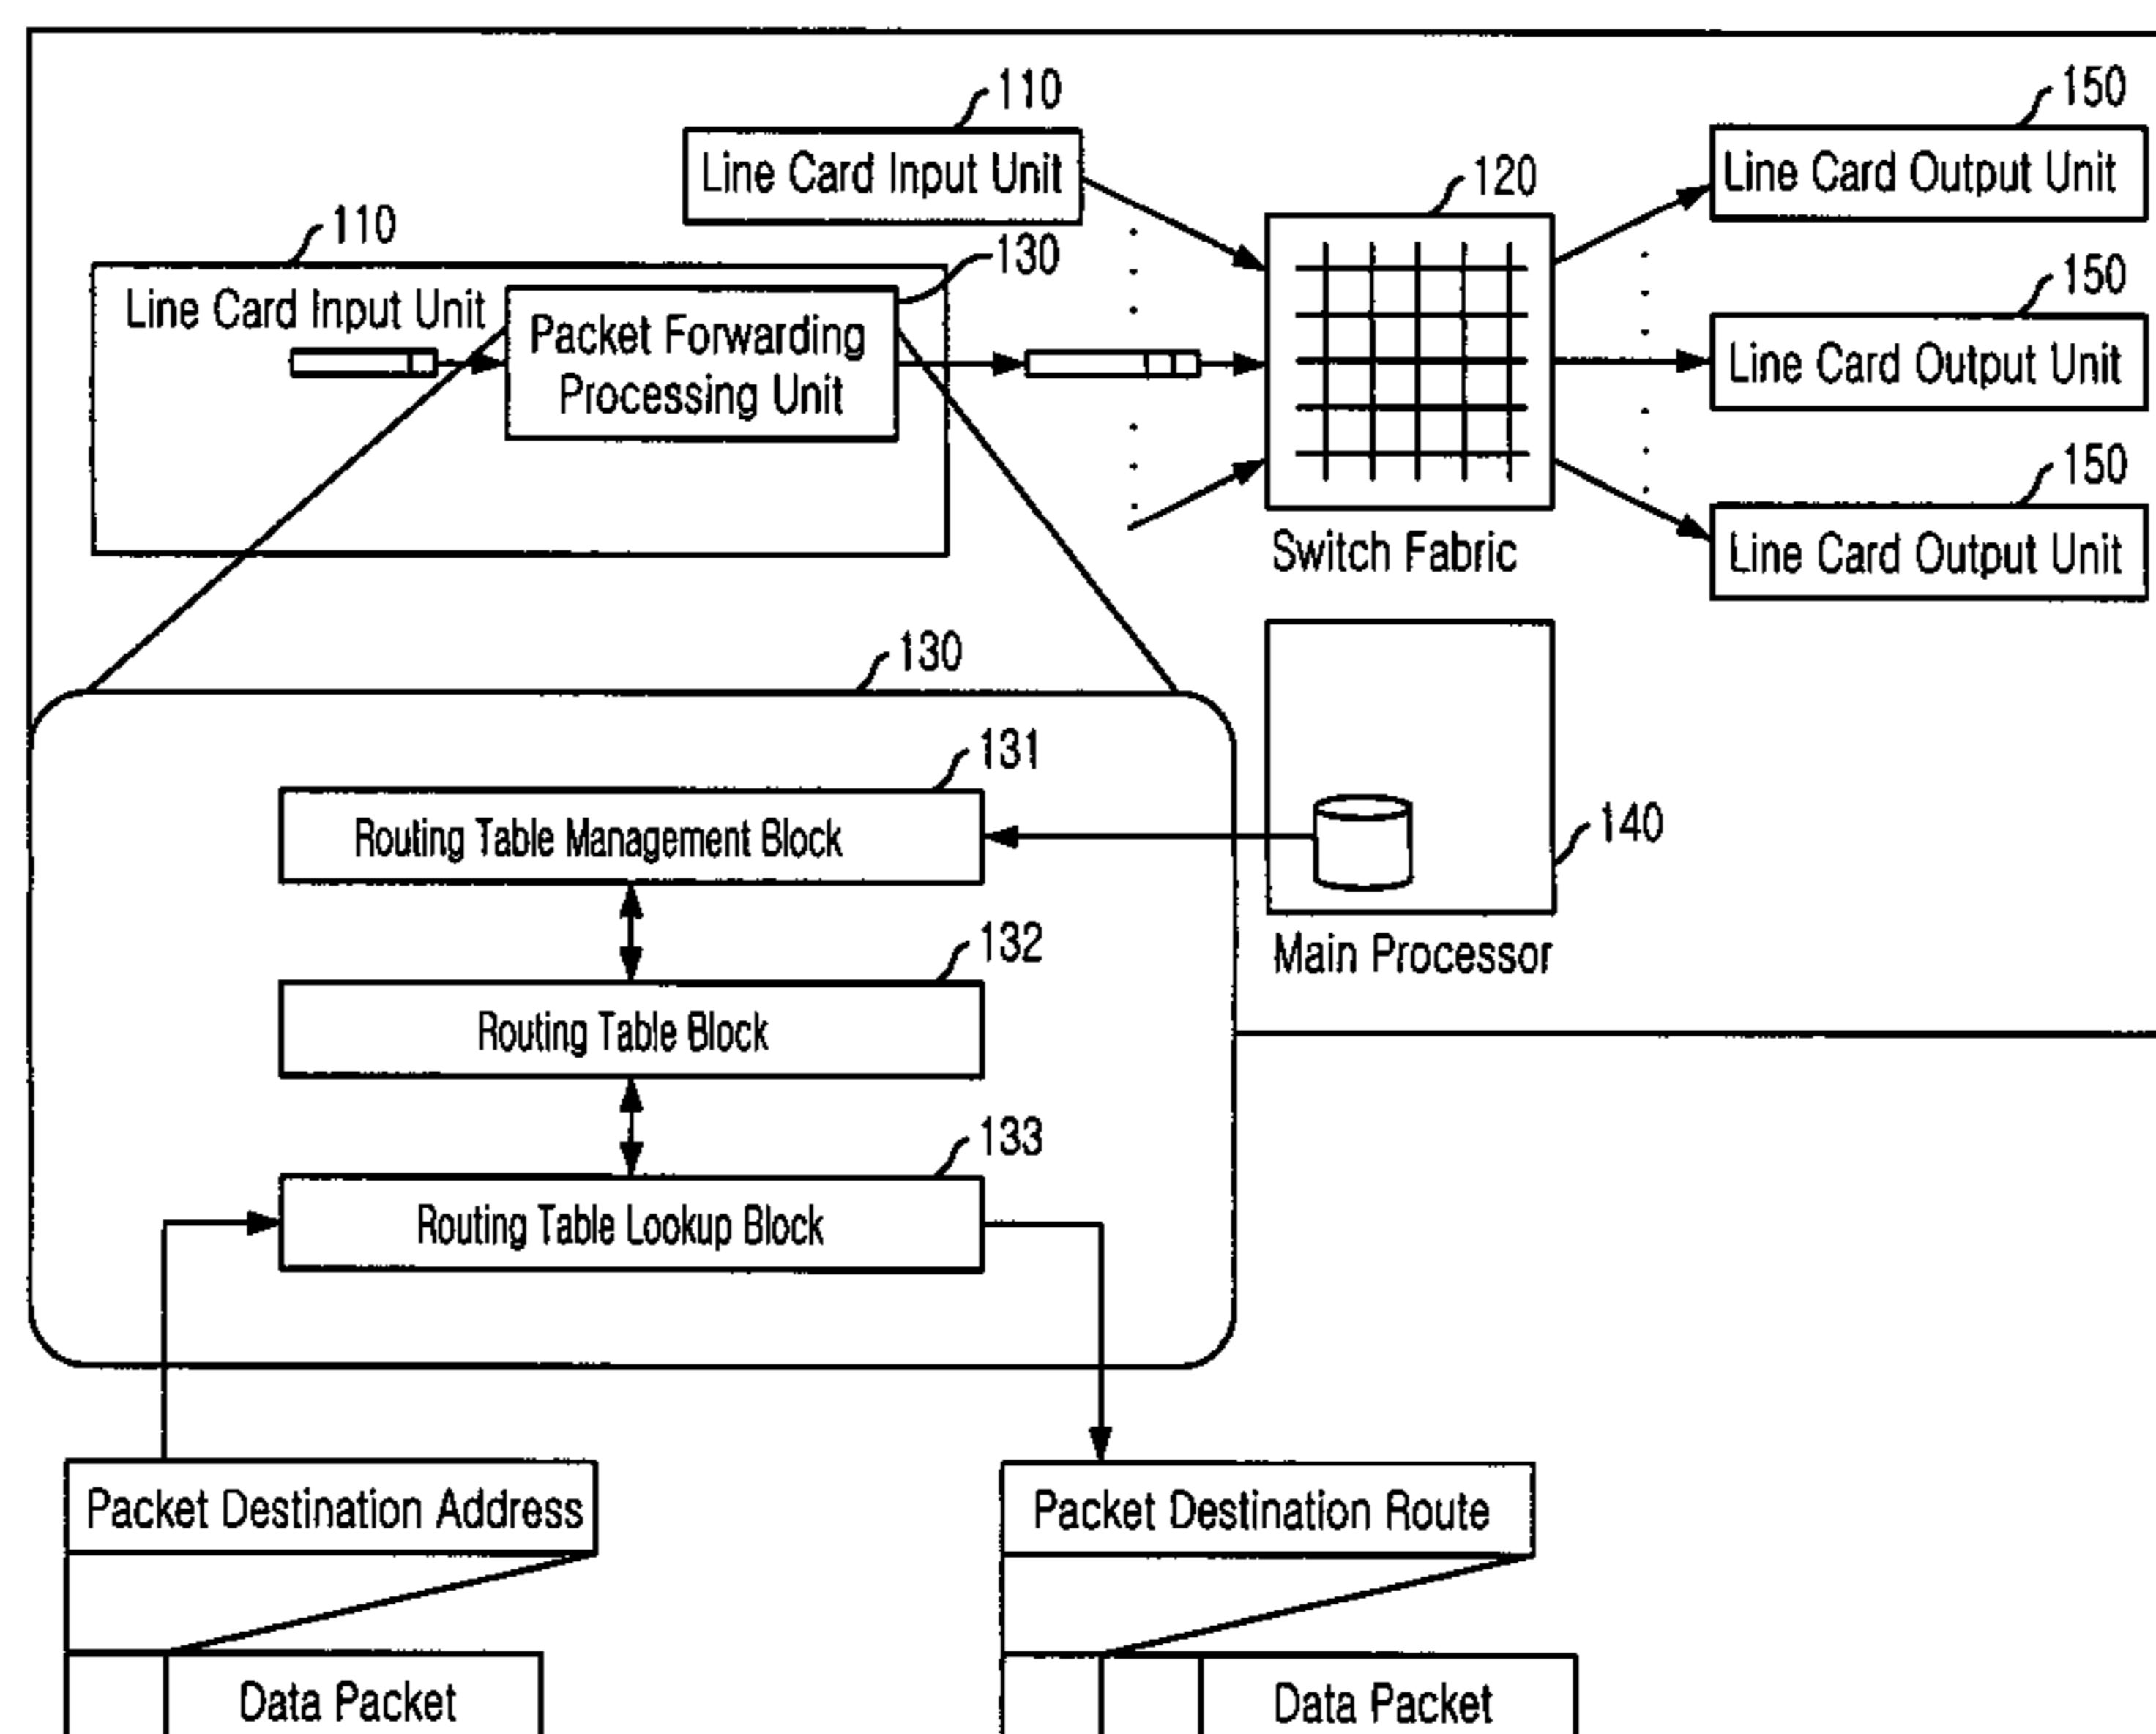 110
150
Line Card Input Unit
Line Card Output Unit
120
110
130
Line Card Input Unit
Packet Forwarding
Processing Unit
150
Line Card Output Unit
150
Switch Fabric
Line Card Output Unit
130
131
Routing Table Management Block
140
132
Main Processor
Routing Table Block
133
Routing Table Lookup Block
Packet Destination Address
Packet Destination Route
Data Packet
Data Packet